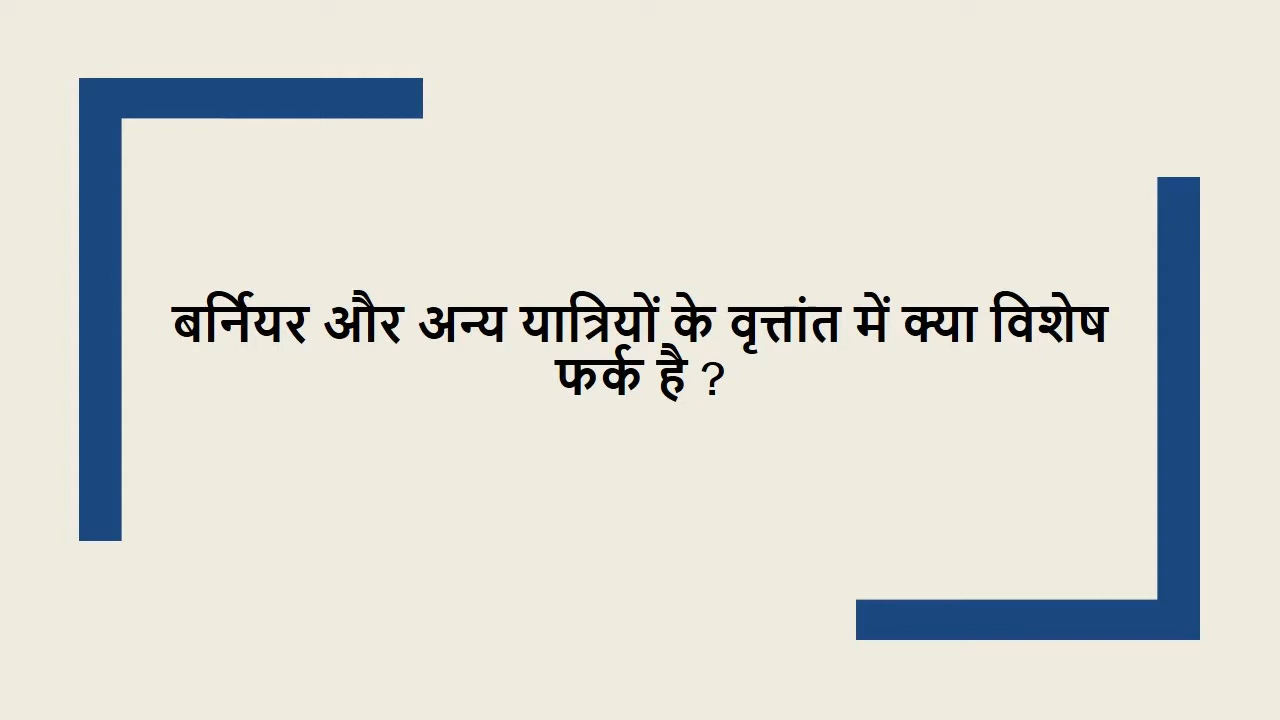 बर्नियर और अन्य यात्रियों के वृत्तांत में क्या विशेष
फर्क है ?